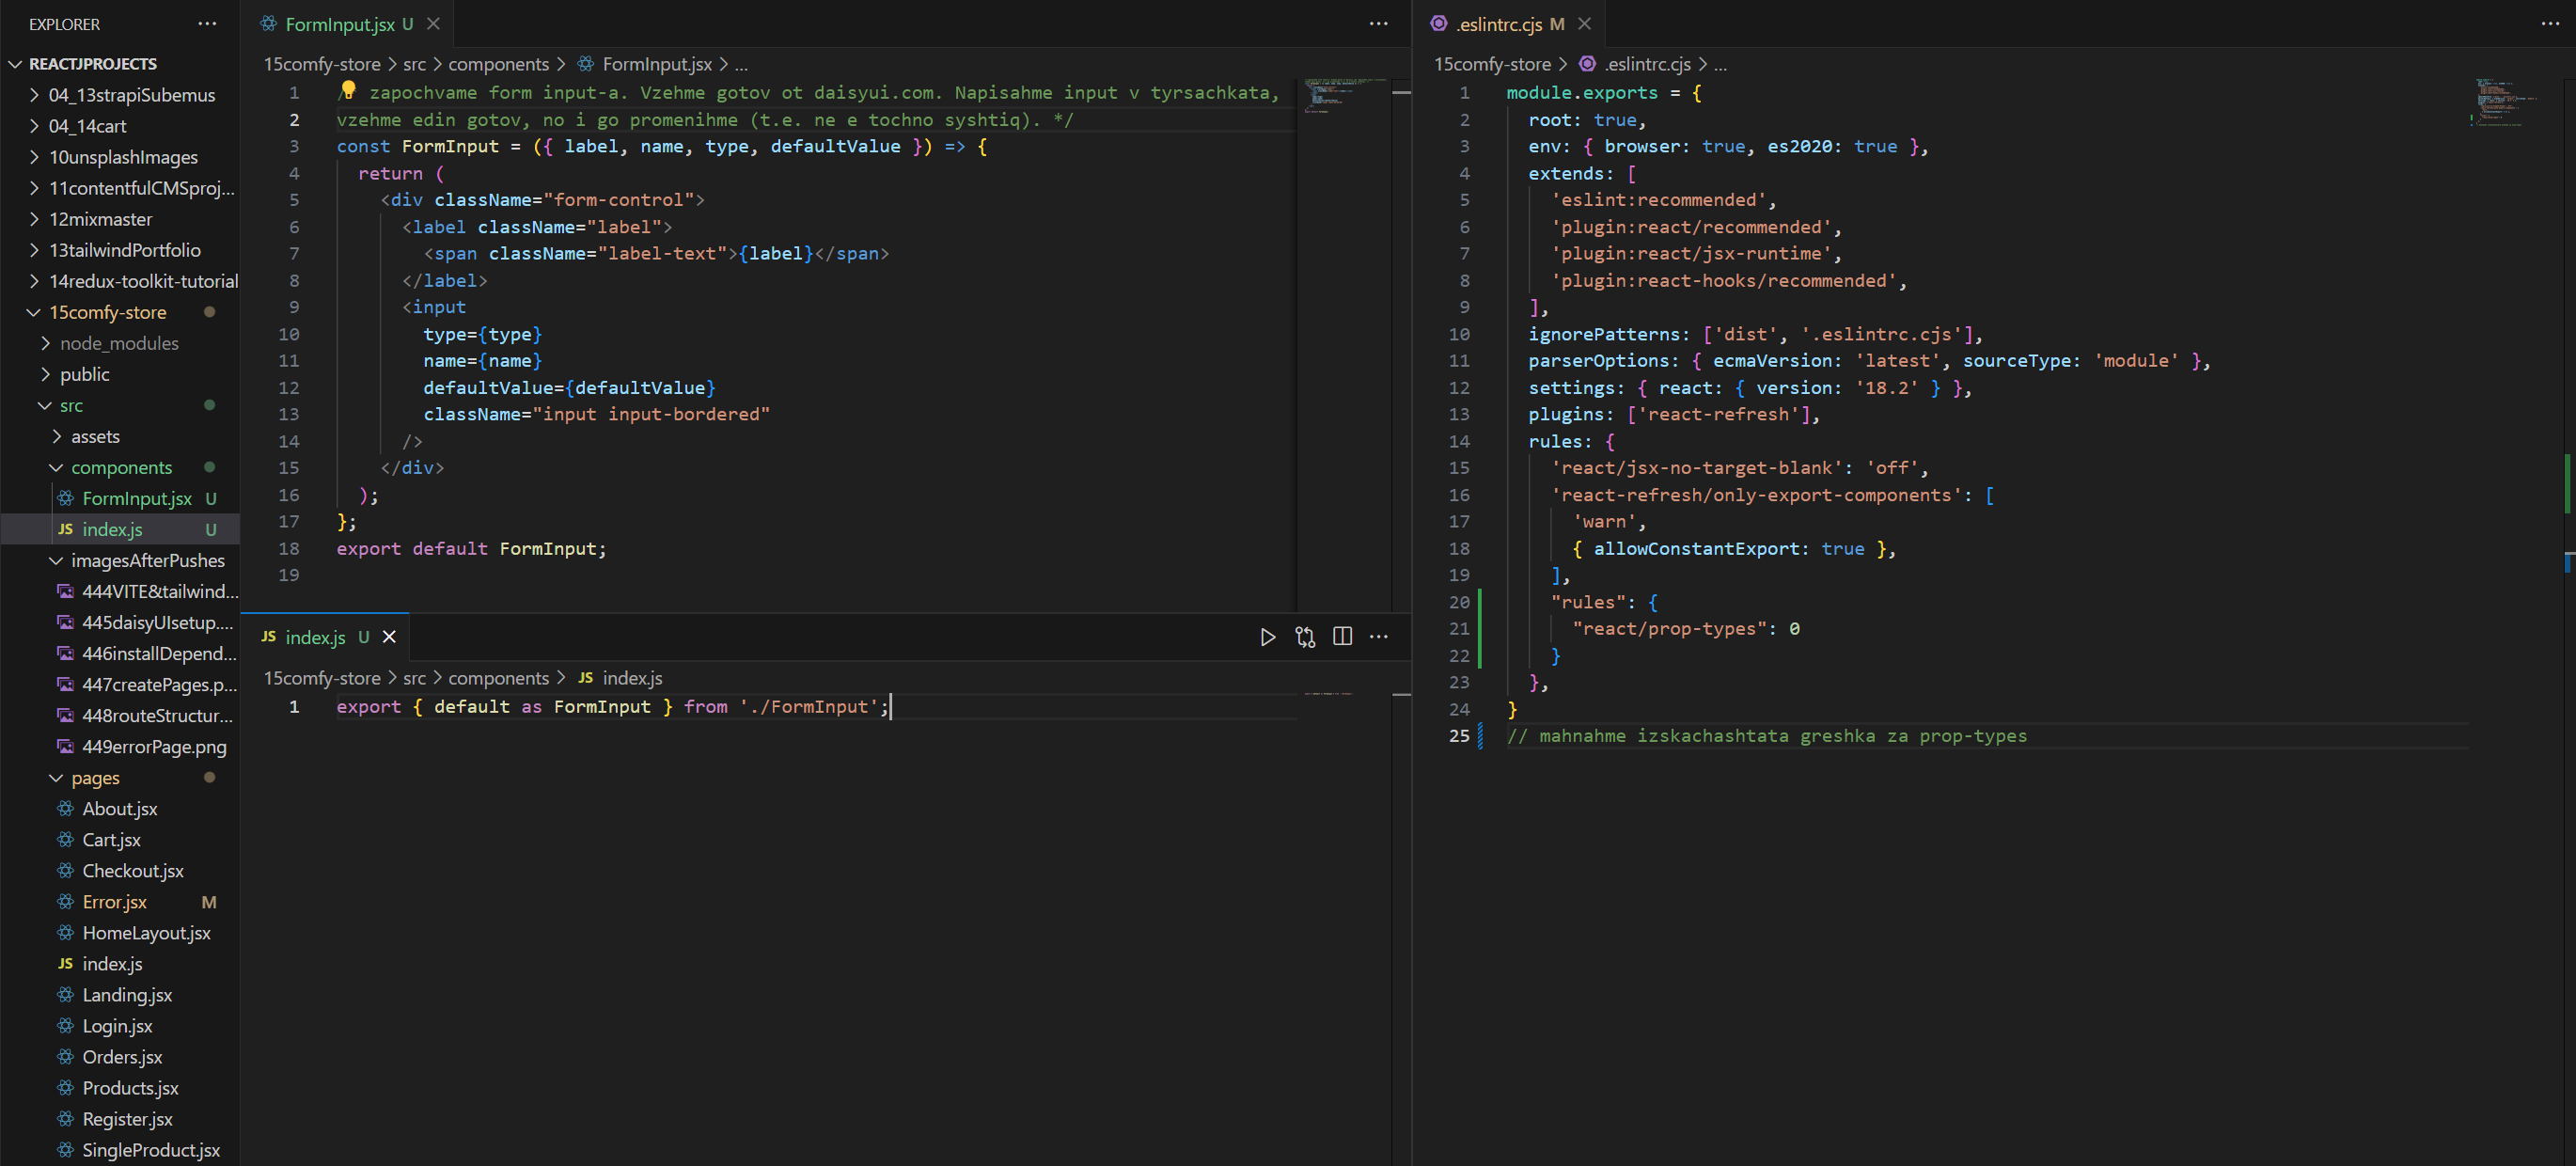 EXPLORER
REACTJPROJECTS
04_13strapiSubemus
04_14cart
10unsplashImages
11contentfulCMSproj...
12mixmaster
13tailwindPortfolio
14redux-toolkit-tutorial
15comfy-store
node_modules
public
src
assets
components
FormInput.jsx U
JS index.js U
imagesAfterPushes
444VITE&tailwind...
445daisyUIsetup....
446installDepend...
447createPages.p...
448routeStructur...
449errorPage.png
pages
About.jsx
Cart.jsx
Checkout.jsx
Error.jsx M
HomeLayout.jsx
JS index.js
Landing.jsx
Login.jsx
Orders.jsx
Products.jsx
Register.jsx
SingleProduct.jsx
FormInput.jsx U
15comfy-store > src > components > FormInput.jsx > ...
1 / zapochvame form input-a. Vzehme gotov ot daisyui.com. Napisahme input v tyrsachkata,
2 vzehme edin gotov, no i go promenihme (t.e. ne e tochno syshtiq). */
3 const FormInput = ({ label, name, type, defaultValue }) => {
4 return (
5 <div className="form-control">
6 <label className="label">
7 <span className="label-text">{label}</span>
8 </label>
9 <input
10 type={type}
11 name={name}
12 defaultValue={defaultValue}
13 className="input input-bordered"
14 />
15 </div>
16 );
17 };
18 export default FormInput;
19
JS index.js U
15comfy-store > src > components > JS index.js
1 export { default as FormInput } from './FormInput';
.eslintrc.cjs M
15comfy-store > .eslintrc.cjs > ...
1 module.exports = {
2 root: true,
3 env: { browser: true, es2020: true },
4 extends: [
5 'eslint:recommended',
6 'plugin:react/recommended',
7 'plugin:react/jsx-runtime',
8 'plugin:react-hooks/recommended',
9 ],
10 ignorePatterns: ['dist', '.eslintrc.cjs'],
11 parserOptions: { ecmaVersion: 'latest', sourceType: 'module' },
12 settings: { react: { version: '18.2' } },
13 plugins: ['react-refresh'],
14 rules: {
15 'react/jsx-no-target-blank': 'off',
16 'react-refresh/only-export-components': [
17 'warn',
18 { allowConstantExport: true },
19 ],
20 "rules": {
21 "react/prop-types": 0
22 }
23 },
24 }
25 // mahnahme izskachashtata greshka za prop-types